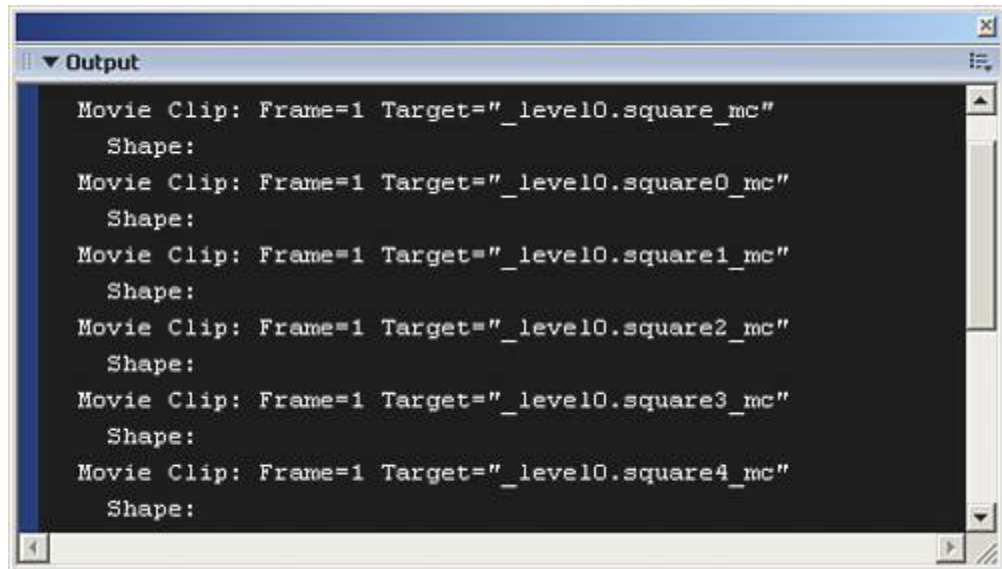 Output
Movie Clip: Frame=1 Target="_level0.square_mc"
Shape:
Movie Clip: Frame=1 Target="_level0.square0_mc"
Shape:
Movie Clip: Frame=1 Target="_level0.square1_mc"
Shape:
Movie Clip: Frame=1 Target="_level0.square2_mc"
Shape:
Movie Clip: Frame=1 Target="_level0.square3_mc"
Shape:
Movie Clip: Frame=1 Target="_level0.square4_mc"
Shape: